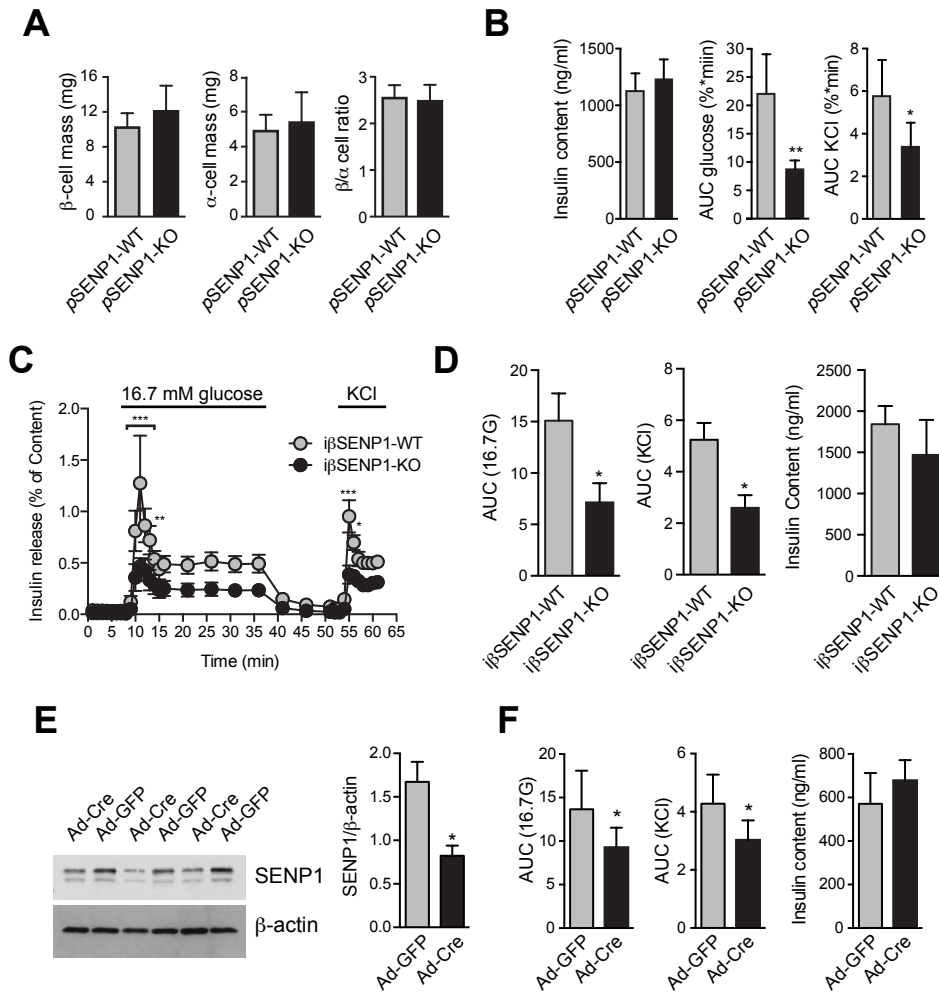 A
β-cell mass (mg)
16
12
8
4
0
pSENP1-WT
pSENP1-KO
α-cell mass (mg)
8
6
4
2
0
pSENP1-WT
pSENP1-KO
β/α cell ratio
3
2
1
0
pSENP1-WT
pSENP1-KO
B
Insulin content (ng/ml)
1500
1000
500
0
pSENP1-WT
pSENP1-KO
AUC glucose (%*miin)
30
25
20
15
10
5
0
**
pSENP1-WT
pSENP1-KO
AUC KCl (%*min)
8
6
4
2
0
*
pSENP1-WT
pSENP1-KO
C
16.7 mM glucose
KCl
Insulin release (% of Content)
2.0
1.5
1.0
0.5
0.0
***
**
***
*
iβSENP1-WT
iβSENP1-KO
0 5 10 15 20 25 30 35 40 45 50 55 60 65
Time (min)
D
AUC (16.7G)
20
15
10
5
0
*
iβSENP1-WT
iβSENP1-KO
AUC (KCl)
8
6
4
2
0
*
iβSENP1-WT
iβSENP1-KO
Insulin Content (ng/ml)
2500
2000
1500
1000
500
0
iβSENP1-WT
iβSENP1-KO
E
Ad-Cre
Ad-GFP
Ad-Cre
Ad-GFP
Ad-Cre
Ad-GFP
SENP1
β-actin
SENP1/β-actin
2.0
1.5
1.0
0.5
0.0
*
Ad-GFP
Ad-Cre
F
AUC (16.7G)
20
15
10
5
0
*
Ad-GFP
Ad-Cre
AUC (KCl)
6
4
2
0
*
Ad-GFP
Ad-Cre
Insulin content (ng/ml)
800
600
400
200
0
Ad-GFP
Ad-Cre